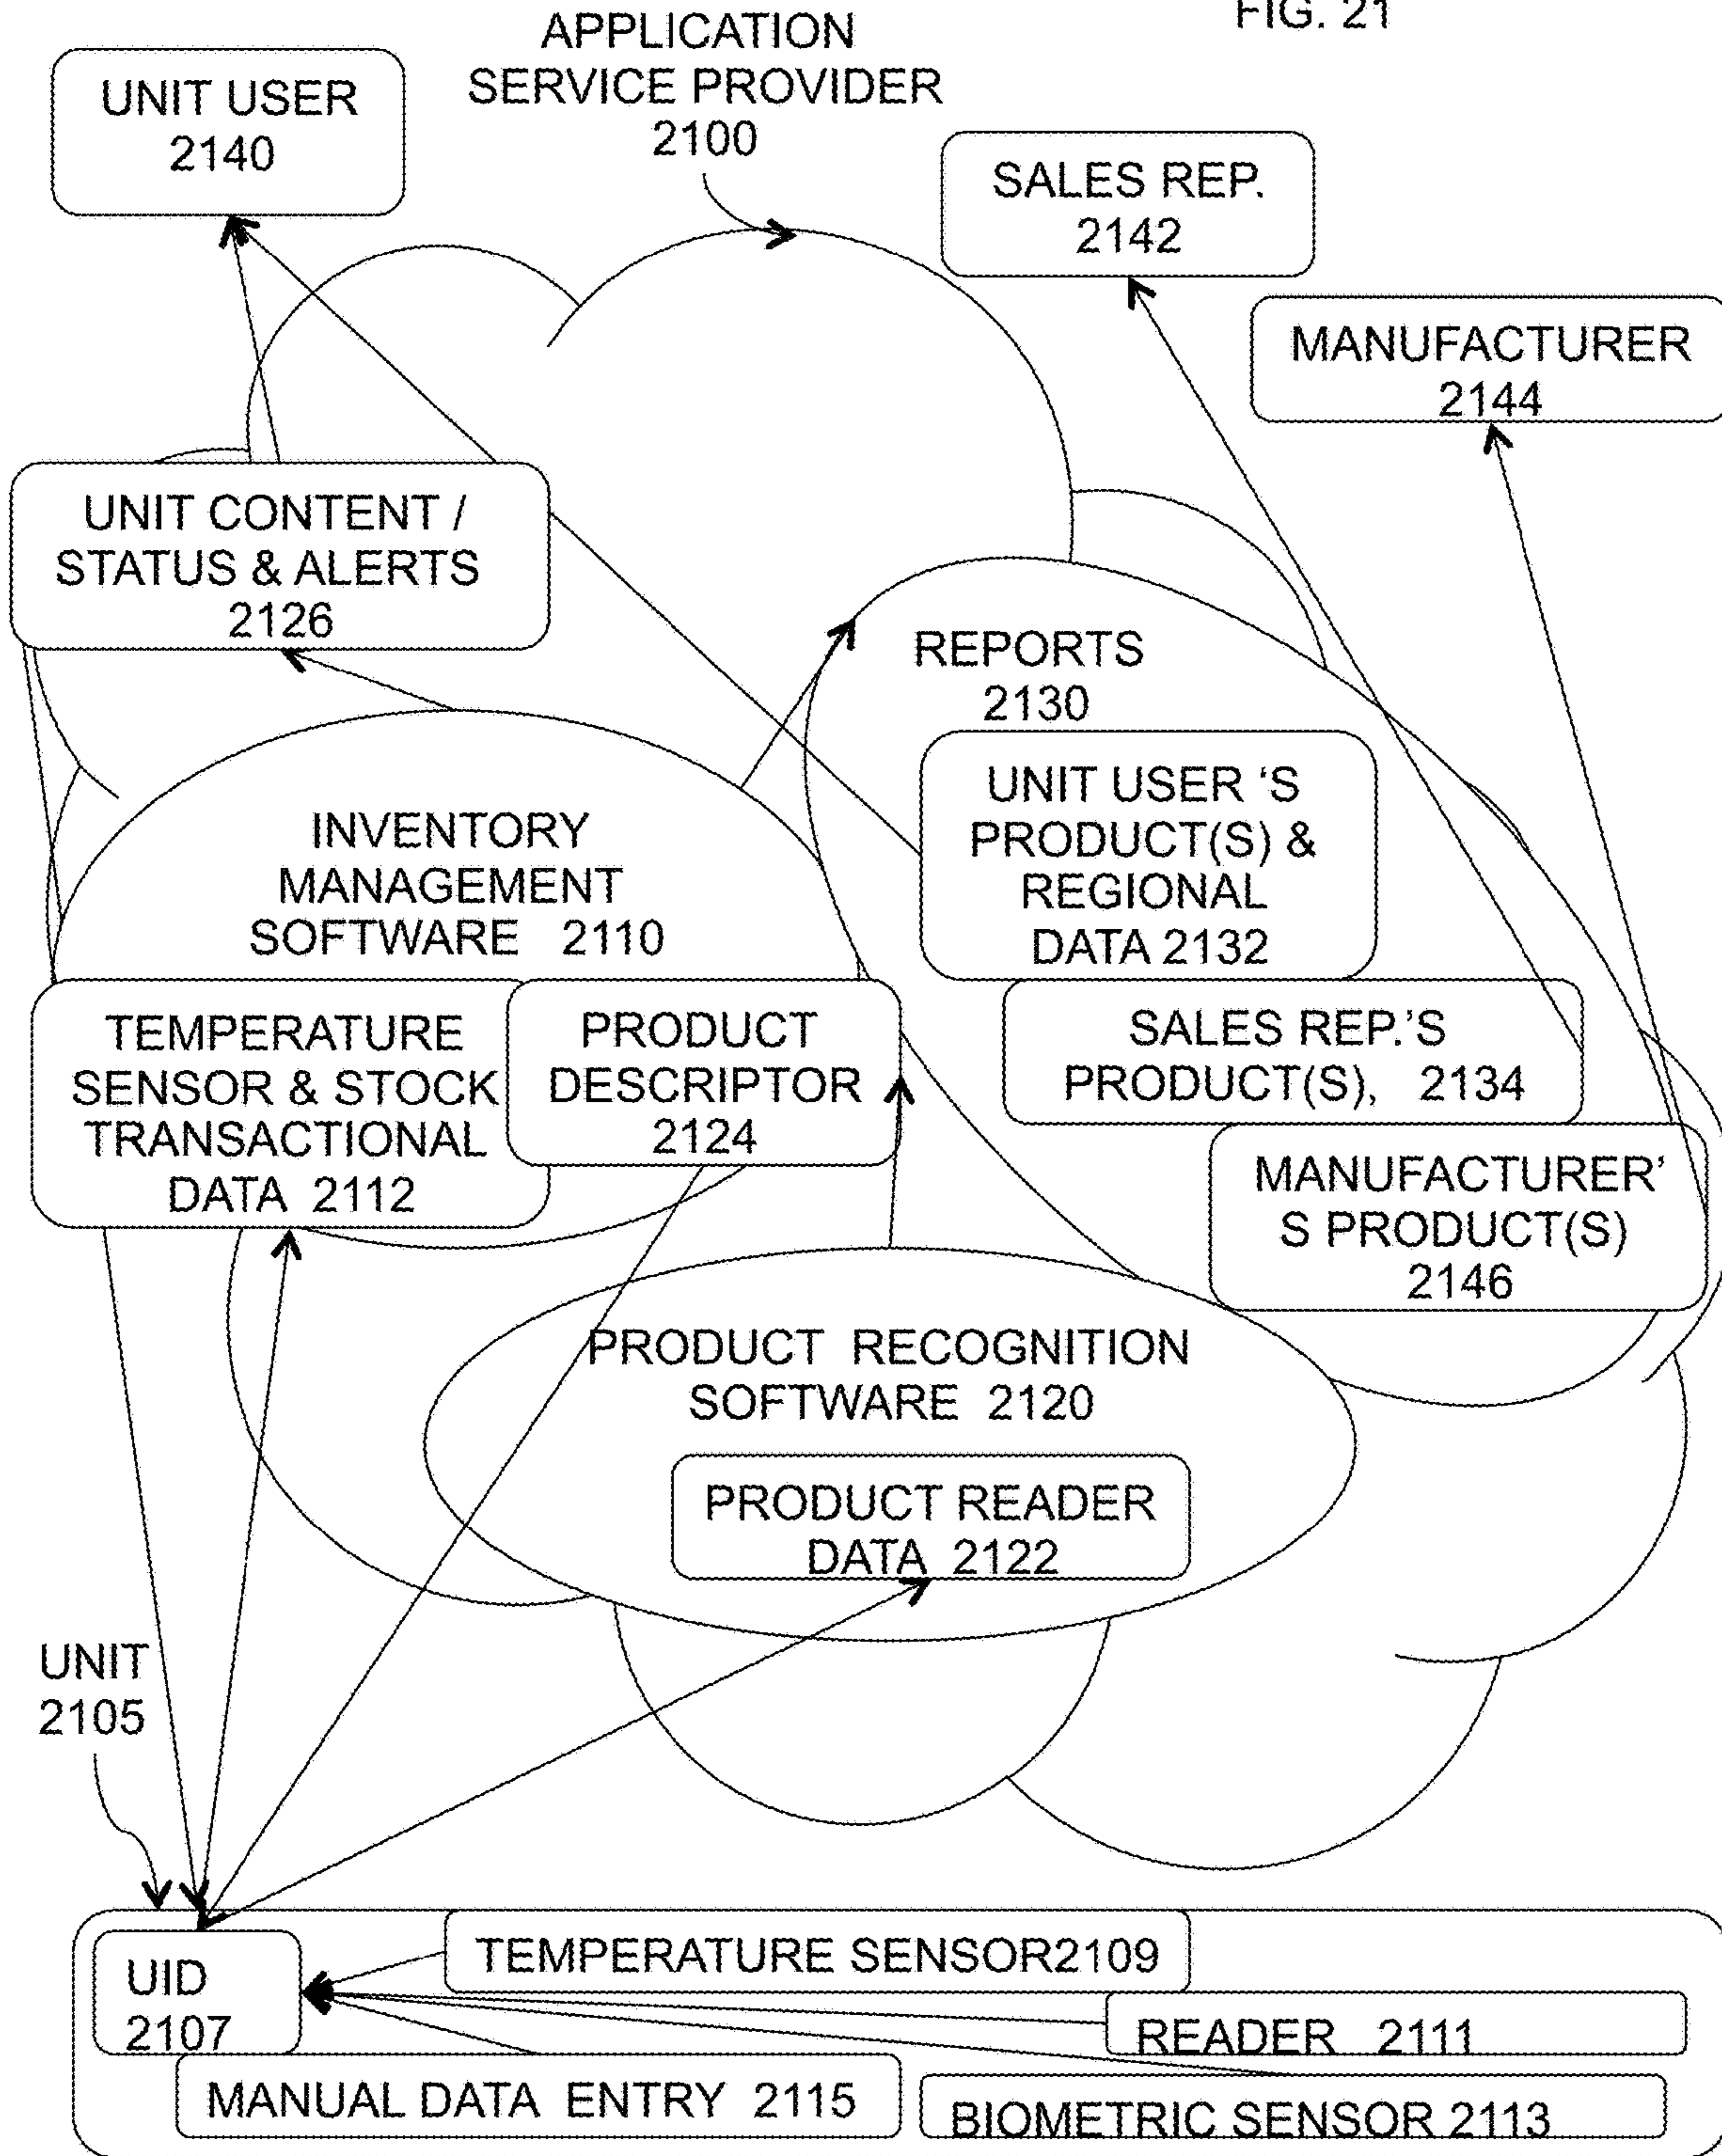 FIG. 21
APPLICATION
SERVICE PROVIDER
2100
UNIT USER
2140
SALES REP.
2142
MANUFACTURER
2144
UNIT CONTENT /
STATUS & ALERTS
2126
REPORTS
2130
UNIT USER ‘S
PRODUCT(S) &
REGIONAL
DATA 2132
INVENTORY
MANAGEMENT
SOFTWARE 2110
TEMPERATURE
SENSOR & STOCK
TRANSACTIONAL
DATA 2112
PRODUCT
DESCRIPTOR
2124
SALES REP.’S
PRODUCT(S), 2134
MANUFACTURER’
S PRODUCT(S)
2146
PRODUCT RECOGNITION
SOFTWARE 2120
PRODUCT READER
DATA 2122
UNIT
2105
UID
2107
TEMPERATURE SENSOR2109
READER 2111
MANUAL DATA ENTRY 2115
BIOMETRIC SENSOR 2113